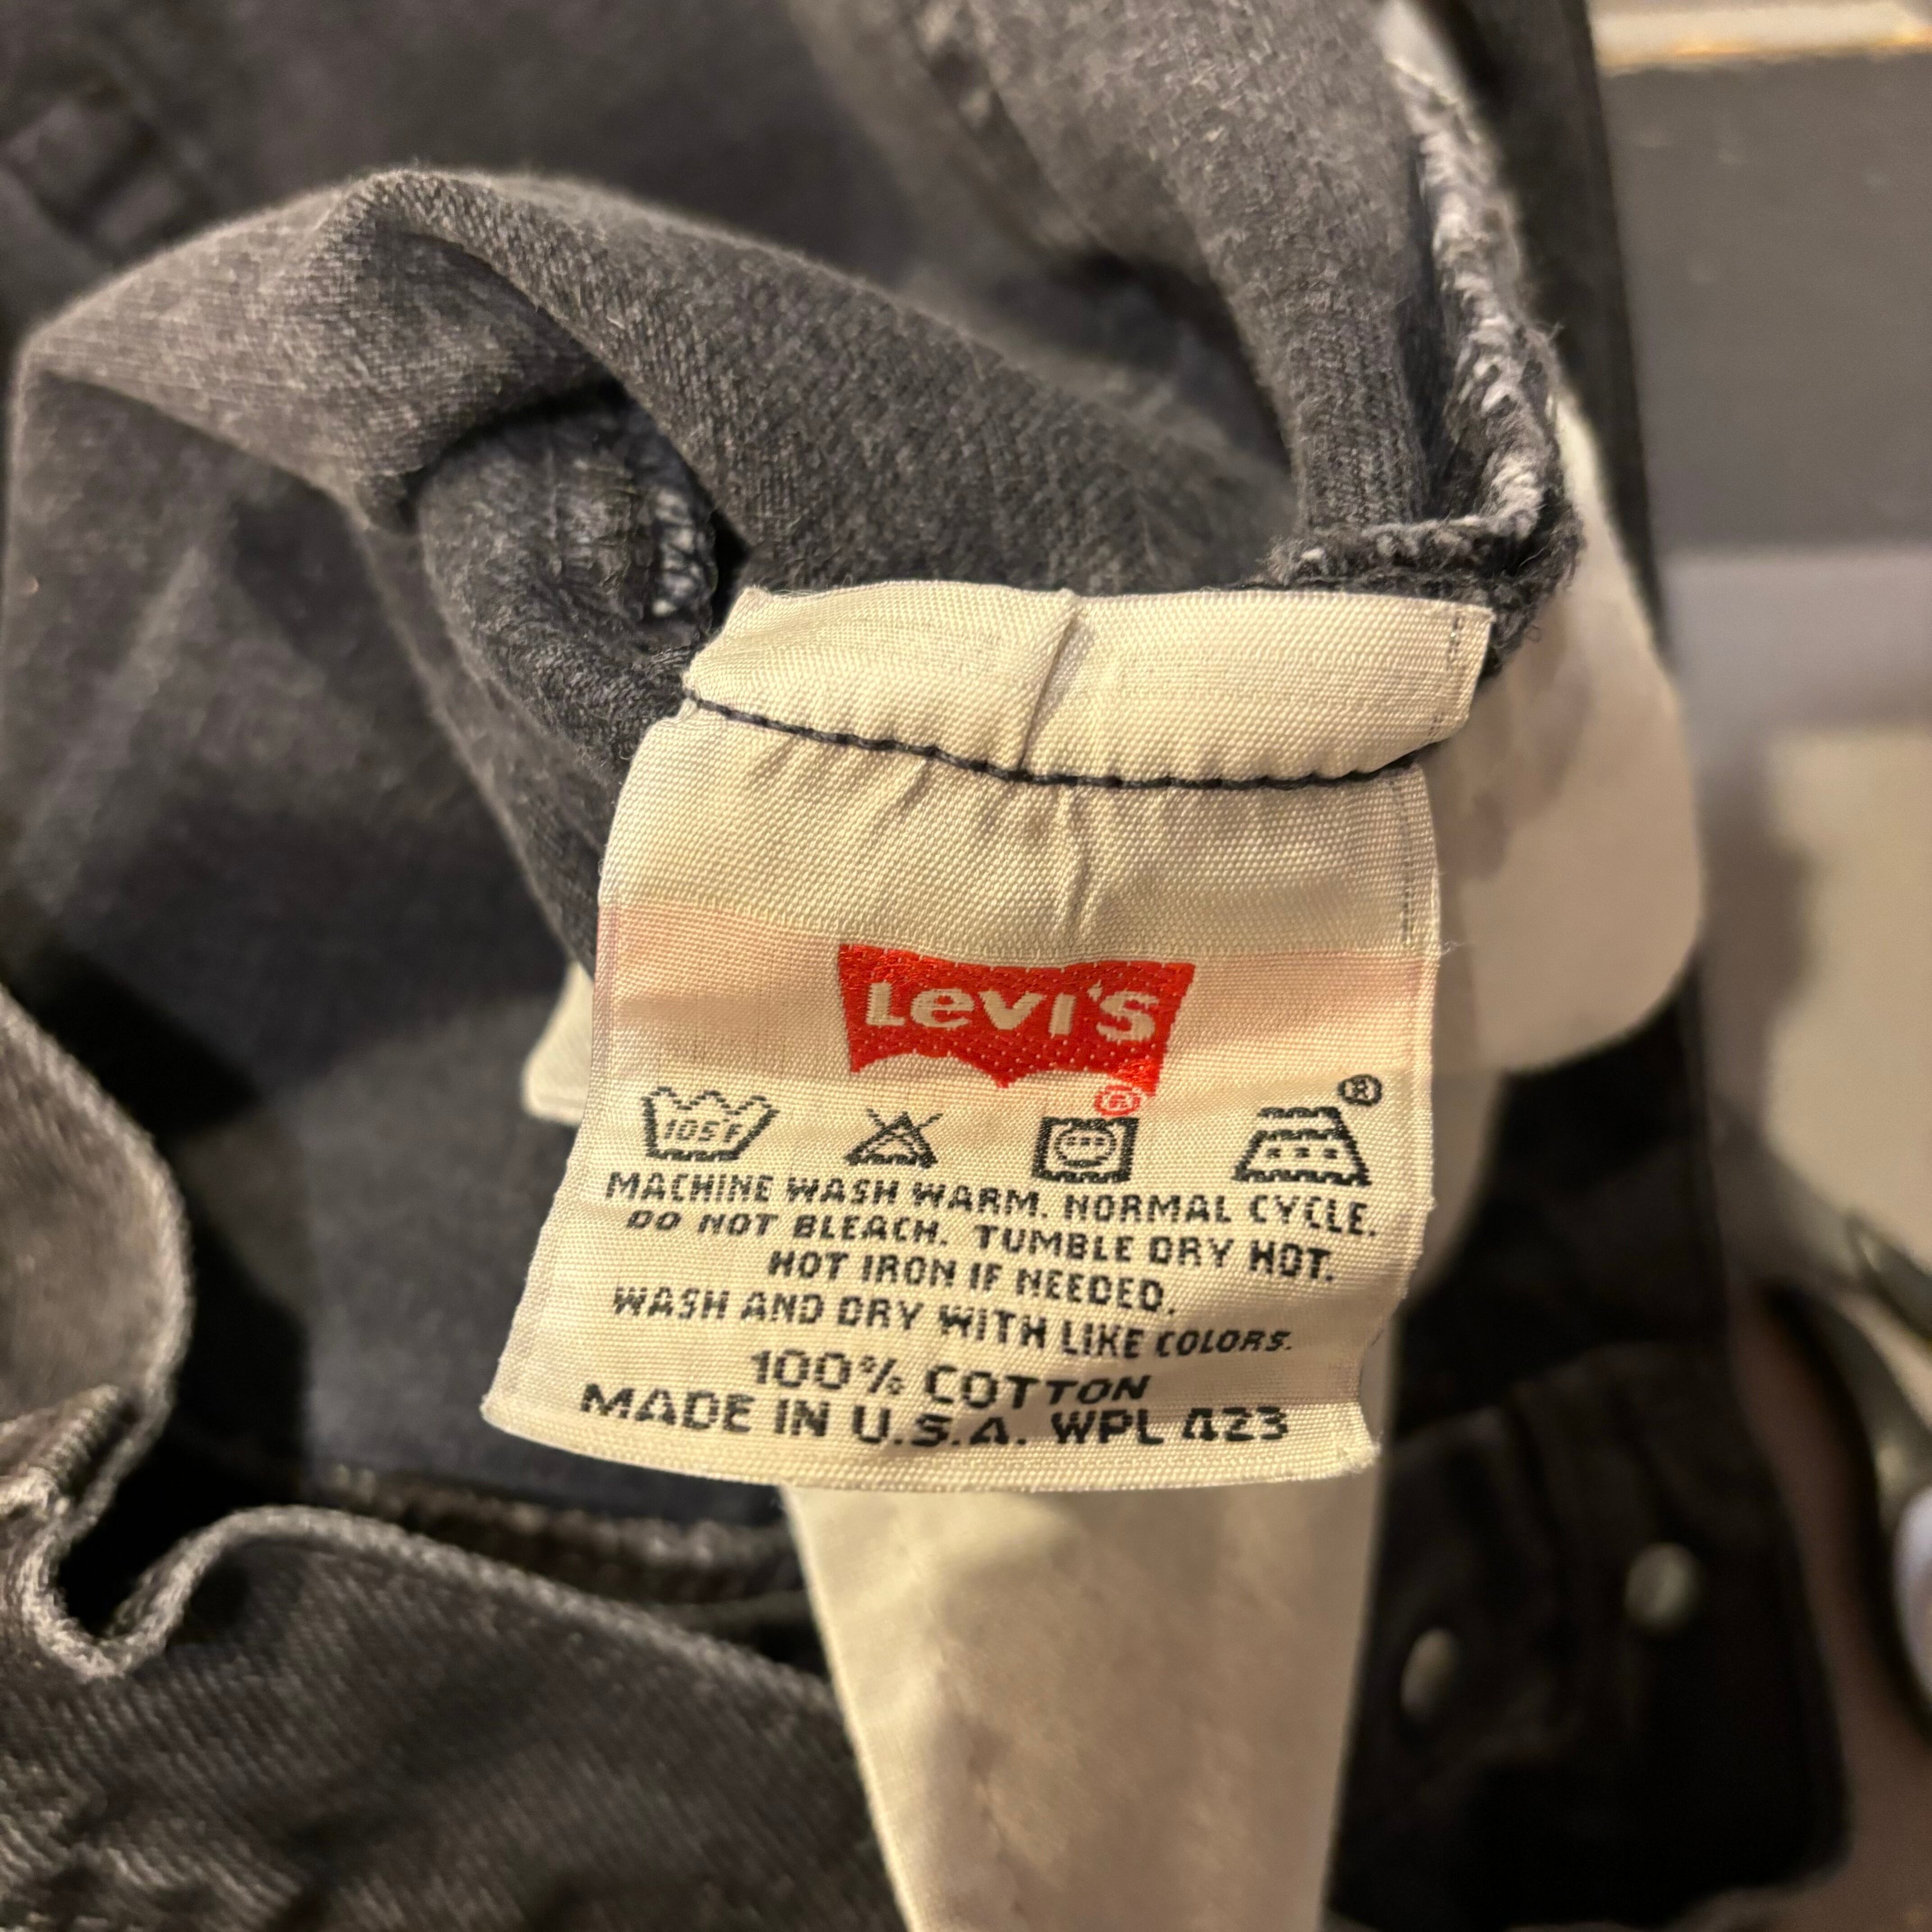 Levi's
®
®
105°F
MACHINE WASH WARM. NORMAL CYCLE.
DO NOT BLEACH. TUMBLE DRY HOT.
HOT IRON IF NEEDED.
WASH AND DRY WITH LIKE COLORS.
100% COTTON
MADE IN U.S.A. WPL 423